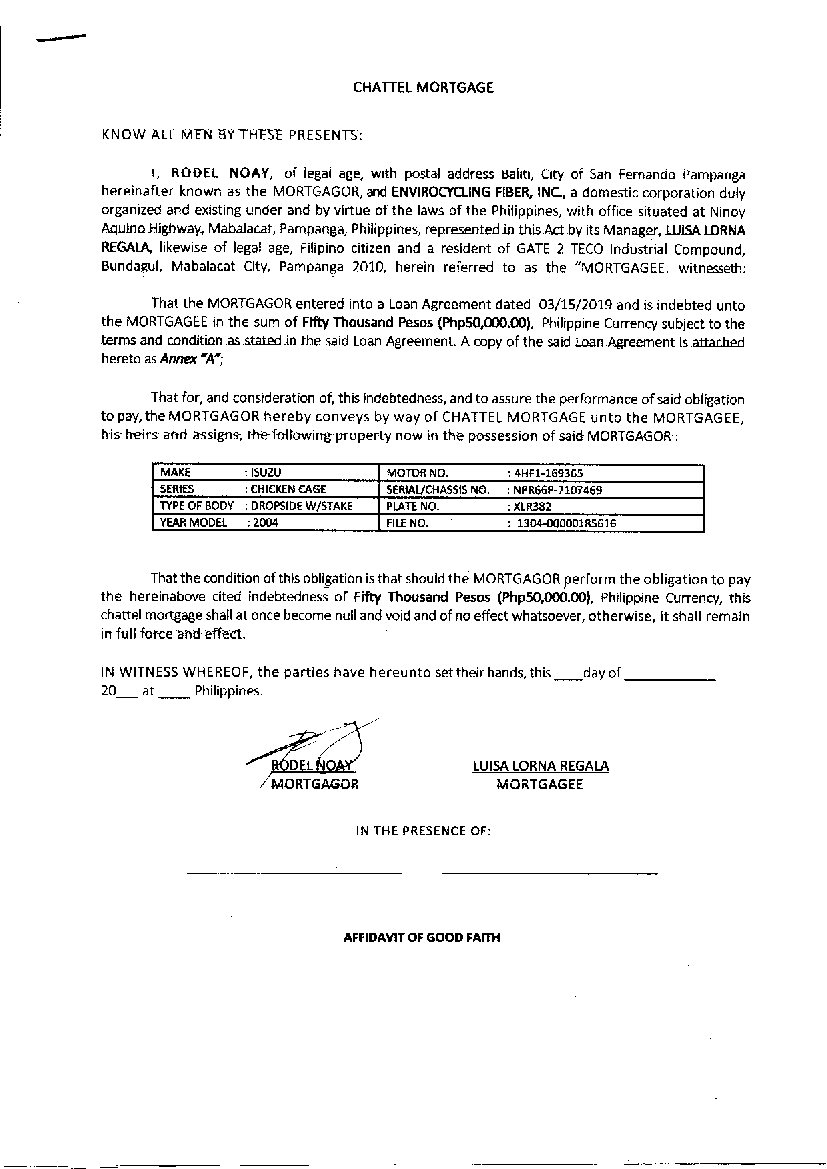 CHATTEL MORTGAGE
KNOW ALL MEN BY THESE PRESENTS:
I, RODEL NOAY, of legal age, with postal address Baliti, City of San Fernando Pampanga
hereinafter known as the MORTGAGOR, and ENVIROCYCLING FIBER, INC., a domestic corporation duly
organized and existing under and by virtue of the laws of the Philippines, with office situated at Ninoy
Aquino Highway, Mabalacat, Pampanga, Philippines, represented in this Act by its Manager, LUISA LORNA
REGALA, likewise of legal age, Filipino citizen and a resident of GATE 2 TECO Industrial Compound,
Bundagul, Mabalacat City, Pampanga 2010, herein referred to as the "MORTGAGEE, witnesseth:
That the MORTGAGOR entered into a Loan Agreement dated 03/15/2019 and is indebted unto
the MORTGAGEE in the sum of Fifty Thousand Pesos (Php50,000.00), Philippine Currency subject to the
terms and condition as stated in the said Loan Agreement. A copy of the said Loan Agreement is attached
hereto as Annex "A";
That for, and consideration of, this indebtedness, and to assure the performance of said obligation
to pay, the MORTGAGOR hereby conveys by way of CHATTEL MORTGAGE unto the MORTGAGEE,
his heirs and assigns, the following property now in the possession of said MORTGAGOR:
MAKE : ISUZU MOTOR NO. : 4HF1-169365
SERIES : CHICKEN CAGE SERIAL/CHASSIS NO. : NPR66P-7107469
TYPE OF BODY : DROPSIDE W/STAKE PLATE NO. : XLR382
YEAR MODEL : 2004 FILE NO. : 1304-00000185616
That the condition of this obligation is that should the MORTGAGOR perform the obligation to pay
the hereinabove cited indebtedness of Fifty Thousand Pesos (Php50,000.00), Philippine Currency, this
chattel mortgage shall at once become null and void and of no effect whatsoever, otherwise, it shall remain
in full force and effect.
IN WITNESS WHEREOF, the parties have hereunto set their hands, this ____day of ____________
20___ at ____ Philippines.
RODEL NOAY LUISA LORNA REGALA
MORTGAGOR MORTGAGEE
IN THE PRESENCE OF:
AFFIDAVIT OF GOOD FAITH